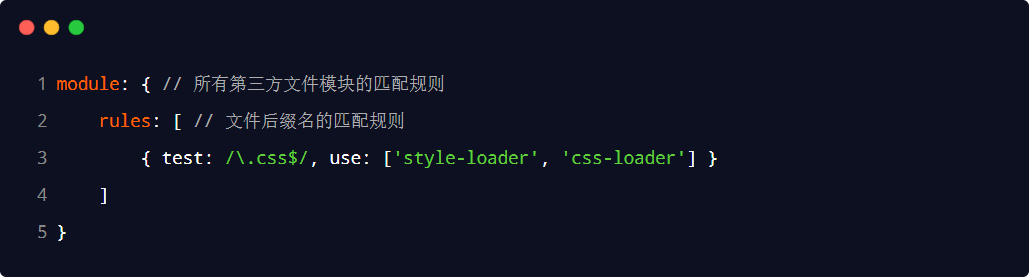 1 module: { // 所有第三方文件模块的匹配规则
2     rules: [ // 文件后缀名的匹配规则
3         { test: /\.css$/, use: ['style-loader', 'css-loader'] }
4     ]
5 }